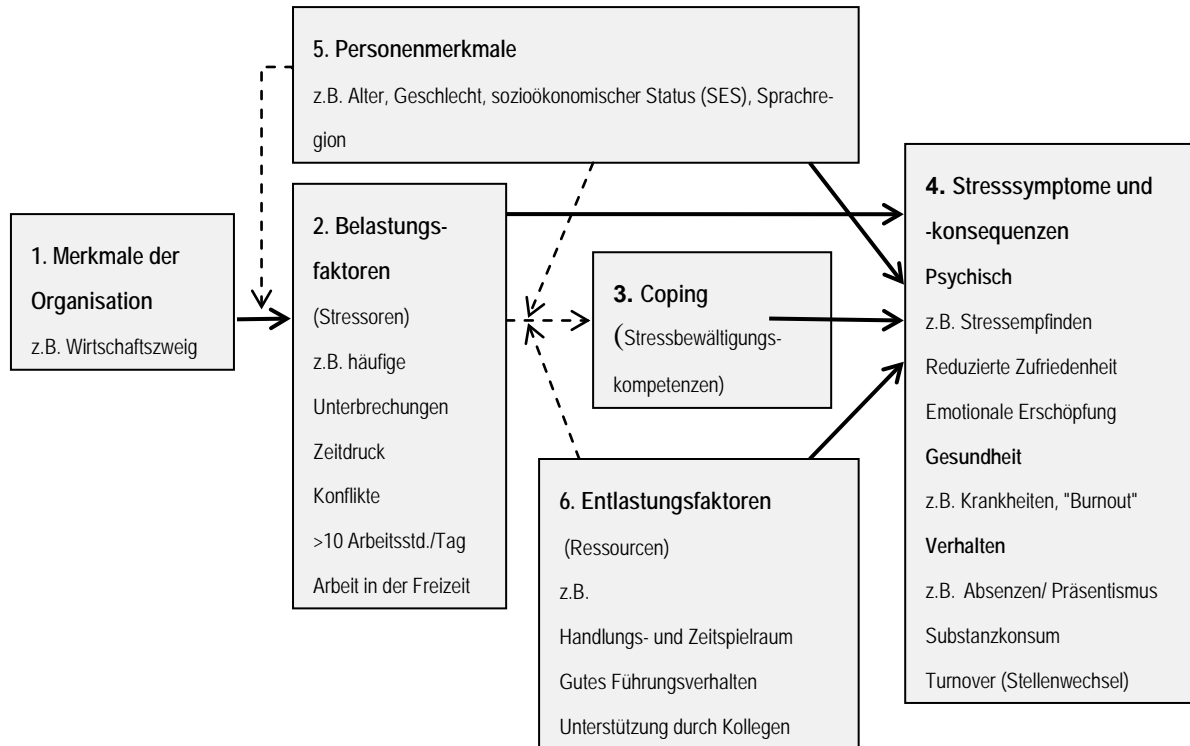 5. Personenmerkmale
z.B. Alter, Geschlecht, sozioökonomischer Status (SES), Sprachre-
gion
1. Merkmale der
Organisation
z.B. Wirtschaftszweig
2. Belastungs-
faktoren
(Stressoren)
z.B. häufige
Unterbrechungen
Zeitdruck
Konflikte
>10 Arbeitsstd./Tag
Arbeit in der Freizeit
3. Coping
(Stressbewältigungs-
kompetenzen)
6. Entlastungsfaktoren
(Ressourcen)
z.B.
Handlungs- und Zeitspielraum
Gutes Führungsverhalten
Unterstützung durch Kollegen
4. Stresssymptome und
-konsequenzen
Psychisch
z.B. Stressempfinden
Reduzierte Zufriedenheit
Emotionale Erschöpfung
Gesundheit
z.B. Krankheiten, "Burnout"
Verhalten
z.B. Absenzen/ Präsentismus
Substanzkonsum
Turnover (Stellenwechsel)